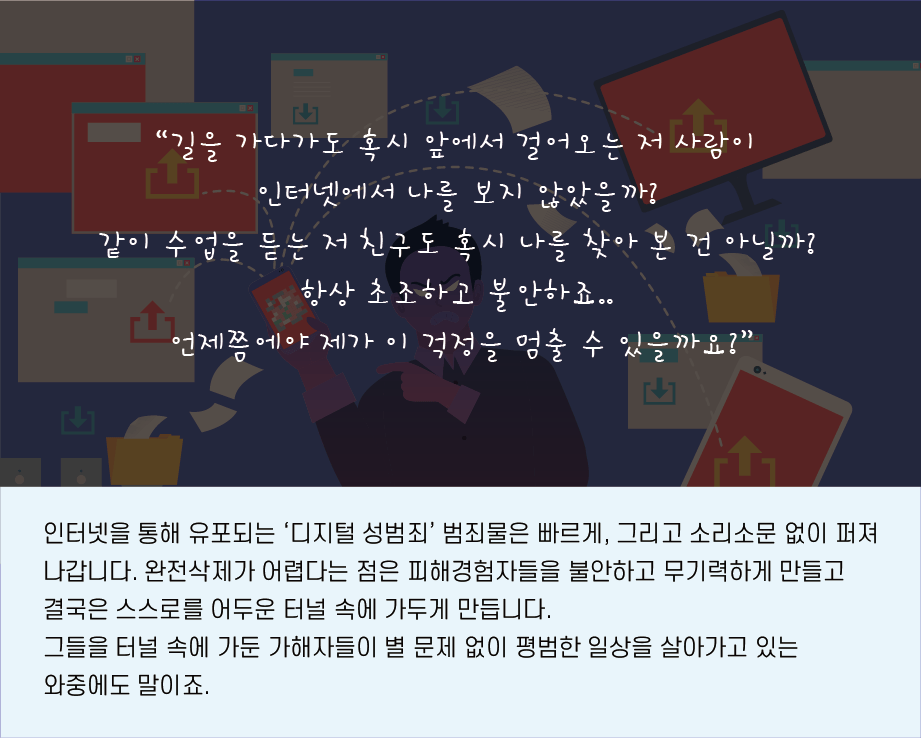 “길을 가다가도 혹시 앞에서 걸어오는 저 사람이
인터넷에서 나를 보지 않았을까?
같이 수업을 듣는 저 친구도 혹시 나를 찾아 본 건 아닐까?
항상 초조하고 불안하죠..
언제쯤에야 제가 이 걱정을 멈출 수 있을까요?”
인터넷을 통해 유포되는 ‘디지털 성범죄’ 범죄물은 빠르게, 그리고 소리소문 없이 퍼져
나갑니다. 완전삭제가 어렵다는 점은 피해경험자들을 불안하고 무기력하게 만들고
결국은 스스로를 어두운 터널 속에 가두게 만듭니다.
그들을 터널 속에 가둔 가해자들이 별 문제 없이 평범한 일상을 살아가고 있는
와중에도 말이죠.